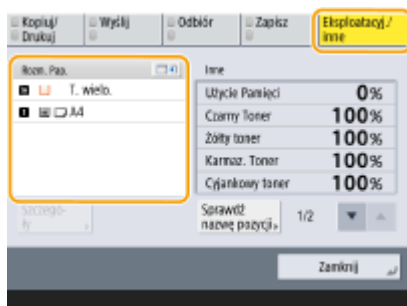 Kopiuj/
Drukuj
Wyślij
Odbiór
Zapisz
Eksploatacyj./
inne
Rozm. Pap.
Inne
T. wielo.
A4
Użycie Pamięci 0%
Czarny Toner 100%
Żółty toner 100%
Karmaz. Toner 100%
Cyjankowy toner 100%
Szczegó-
ły
Sprawdź
nazwę pozycji
1/2
Zamknij